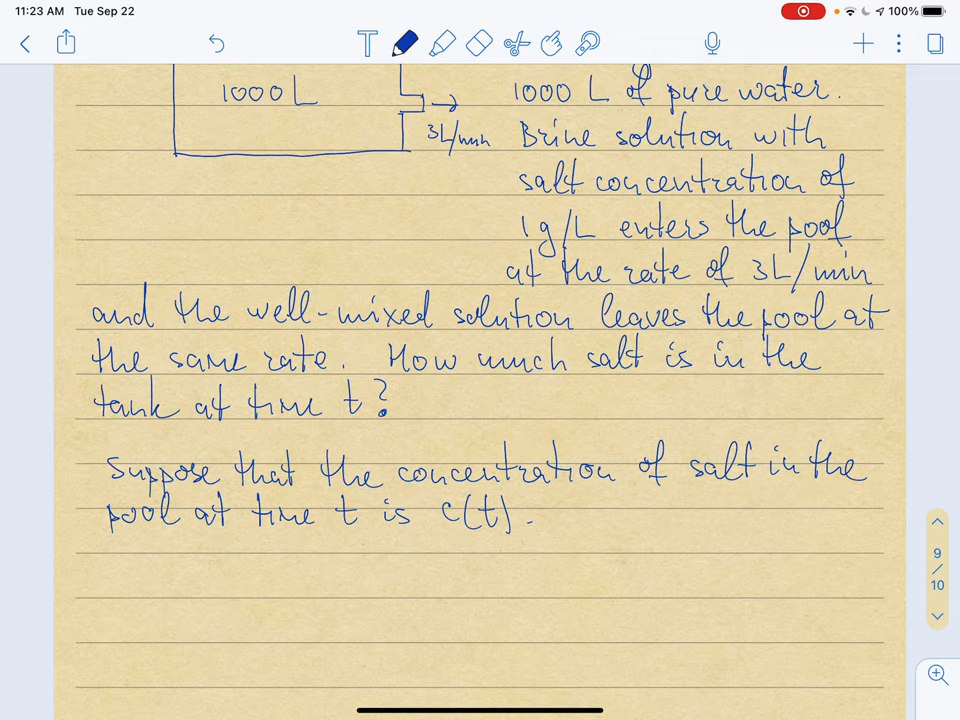 11:23 AM Tue Sep 22
100%
T
1000 L
3L/min
1000 L of pure water.
Brine solution with
salt concentration of
1g/L enters the pool
at the rate of 3L/min
and the well-mixed solution leaves the pool at
the same rate. How much salt is in the
tank at time t?
Suppose that the concentration of salt in the
pool at time t is c(t).
9
/
10